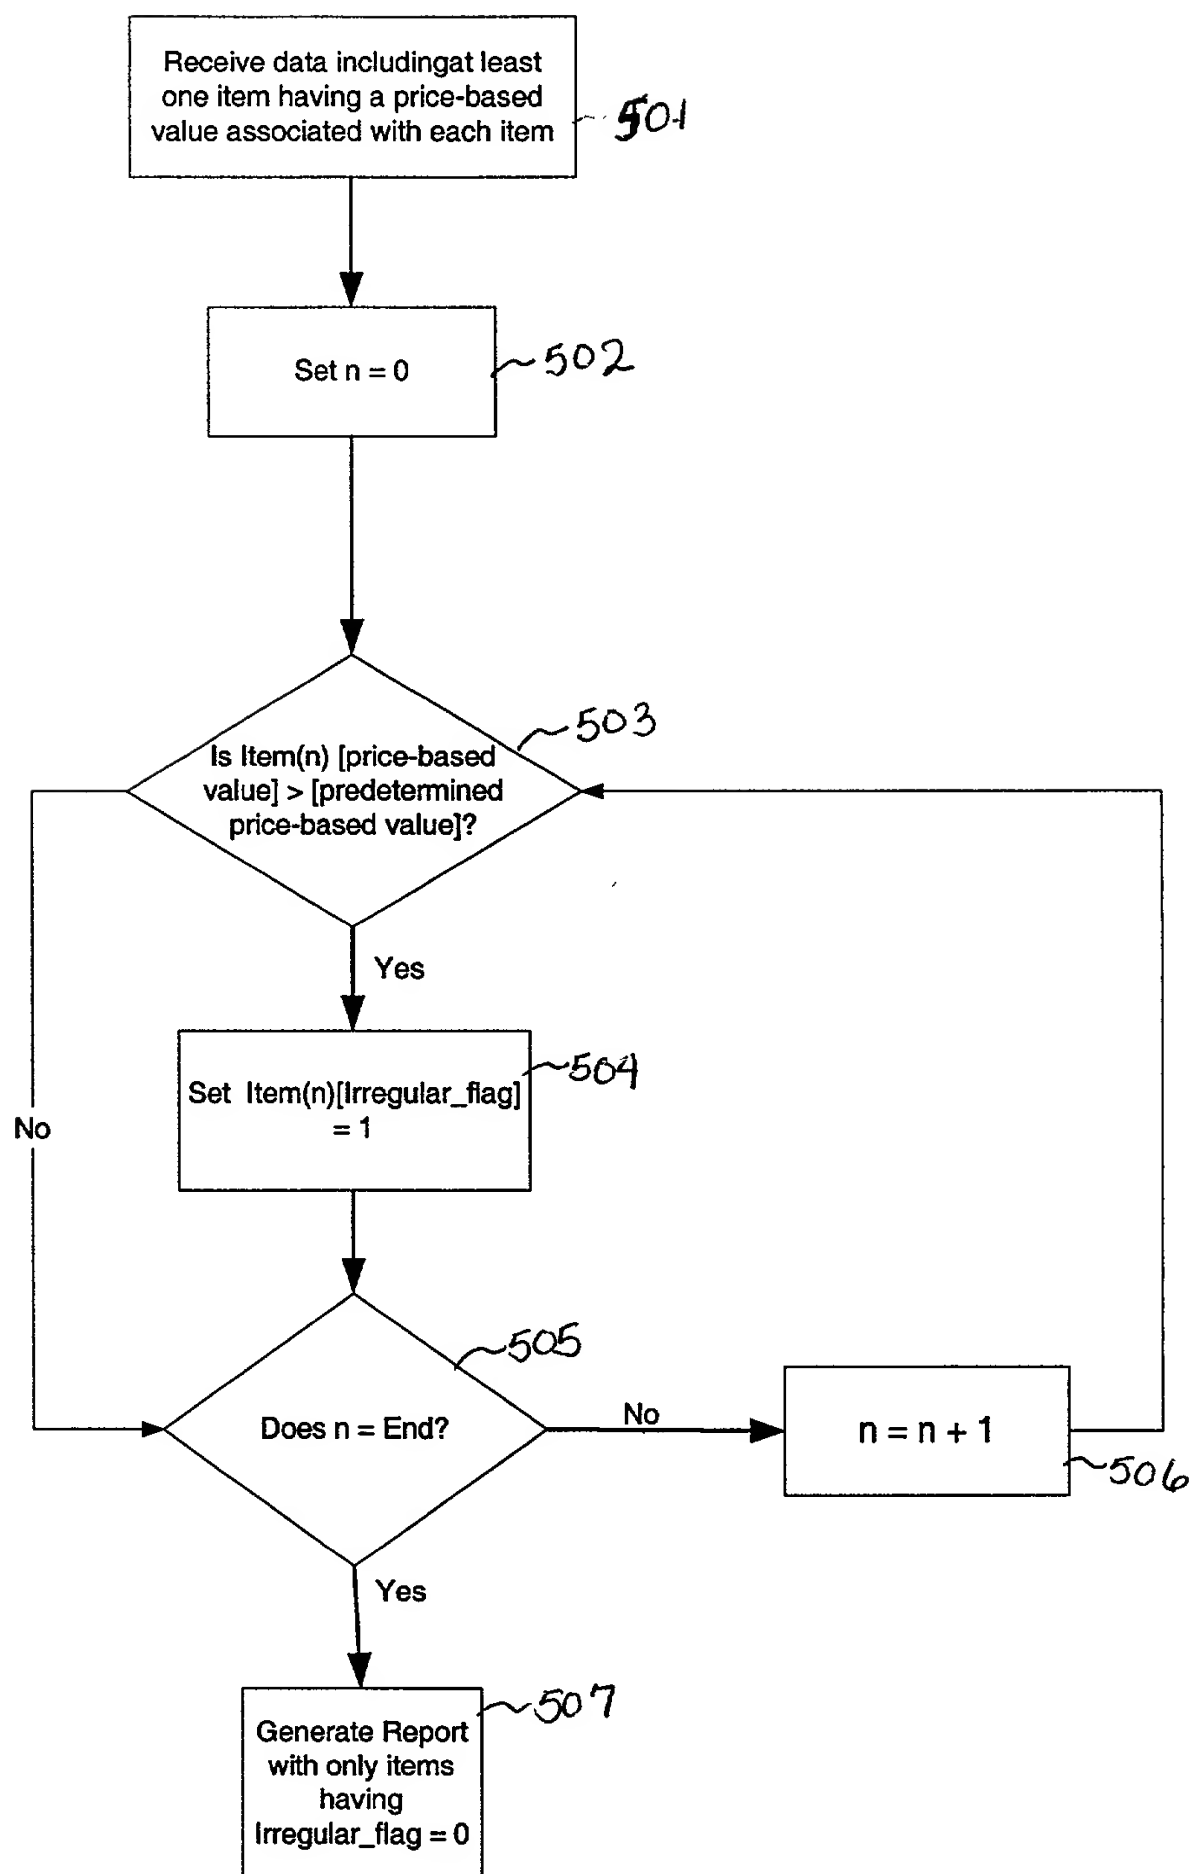 Receive data includingat least
one item having a price-based
value associated with each item
501
Set n = 0
502
503
Is Item(n) [price-based
value] > [predetermined
price-based value]?
Yes
504
Set Item(n)[Irregular_flag]
= 1
No
505
Does n = End?
No
n = n + 1
506
Yes
507
Generate Report
with only items
having
Irregular_flag = 0